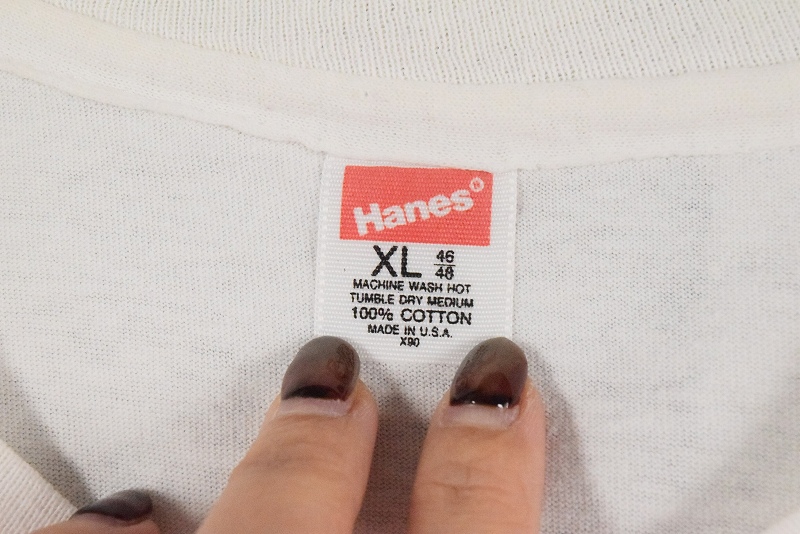 Hanes®
XL 46/48
MACHINE WASH HOT
TUMBLE DRY MEDIUM
100% COTTON
MADE IN U.S.A.
X90